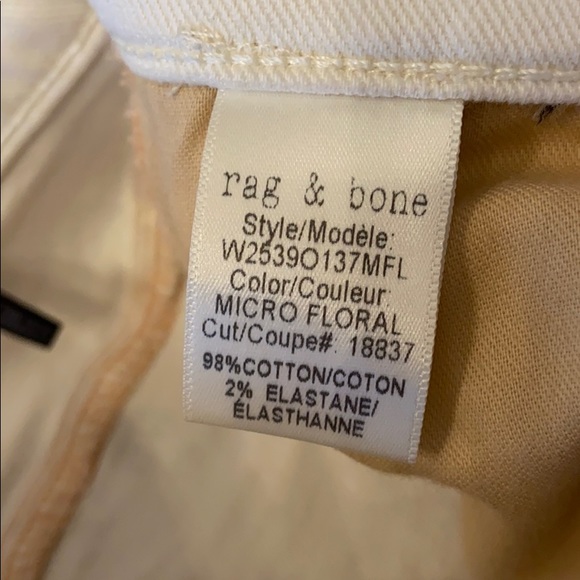 rag & bone
Style/Modèle:
W2539O137MFL
Color/Couleur:
MICRO FLORAL
Cut/Coupe#: 18837
98%COTTON/COTON
2% ELASTANE/
ÉLASTHANNE